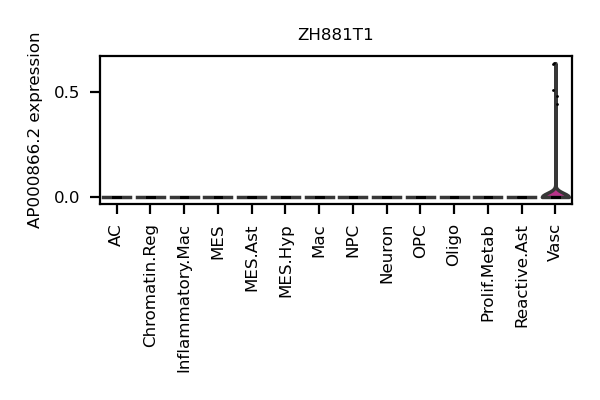 ZH881T1
AP000866.2 expression
0.5
0.0
AC
Chromatin.Reg
Inflammatory.Mac
MES
MES.Ast
MES.Hyp
Mac
NPC
Neuron
OPC
Oligo
Prolif.Metab
Reactive.Ast
Vasc